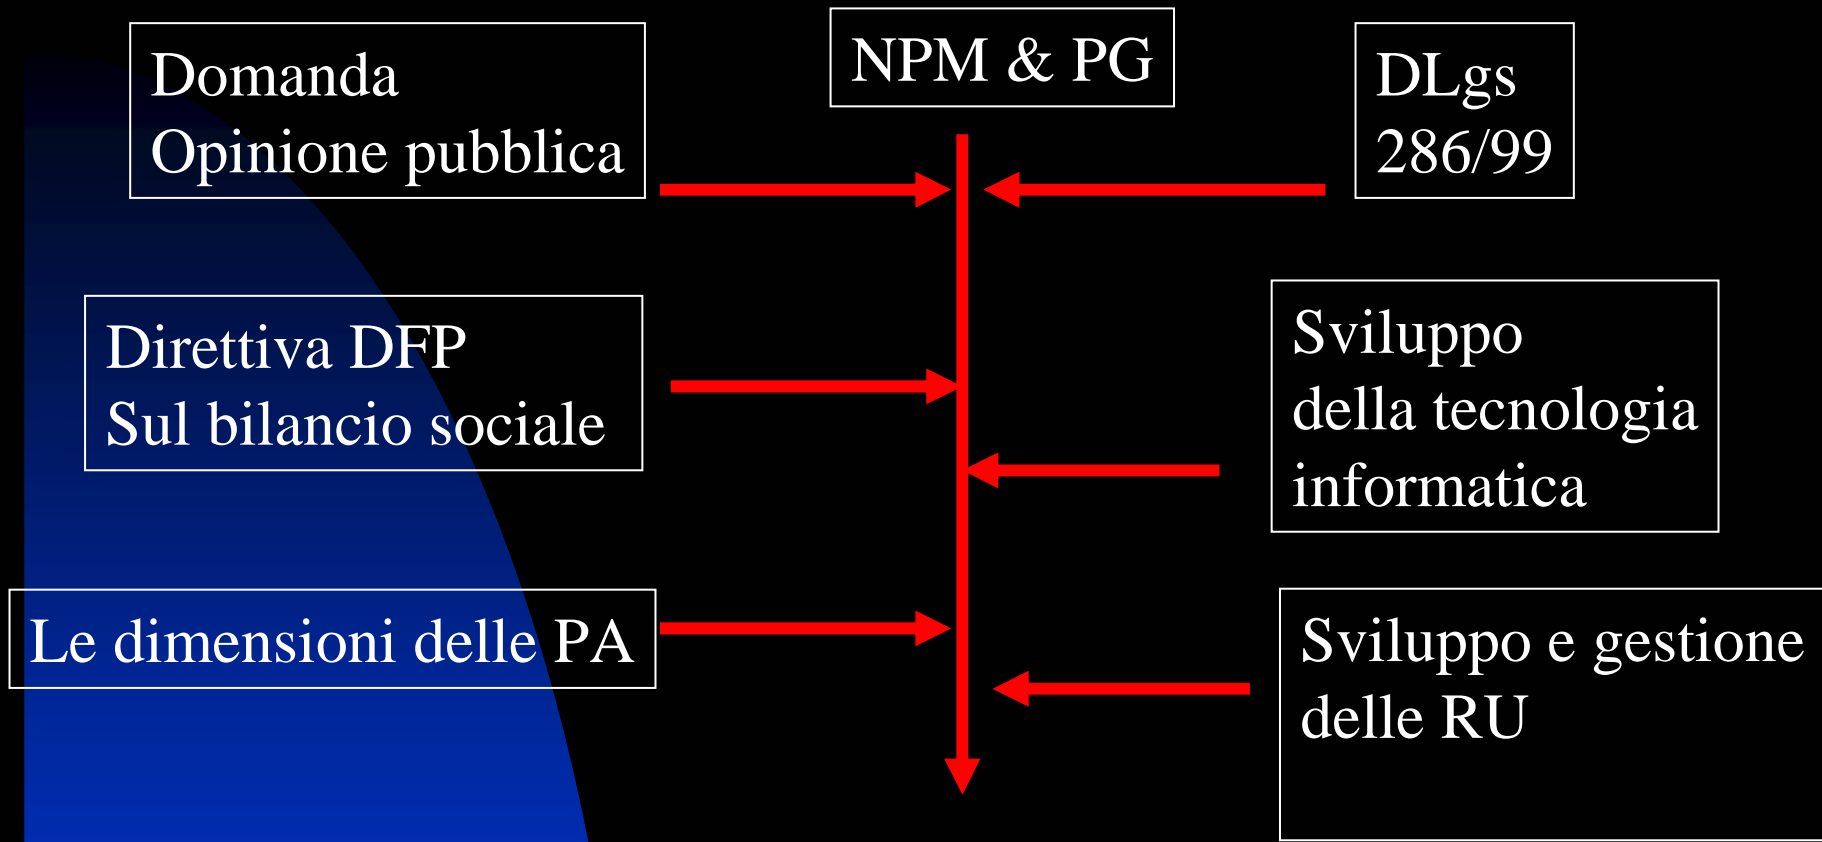 Domanda
Opinione pubblica
NPM & PG
DLgs
286/99
Direttiva DFP
Sul bilancio sociale
Sviluppo
della tecnologia
informatica
Le dimensioni delle PA
Sviluppo e gestione
delle RU